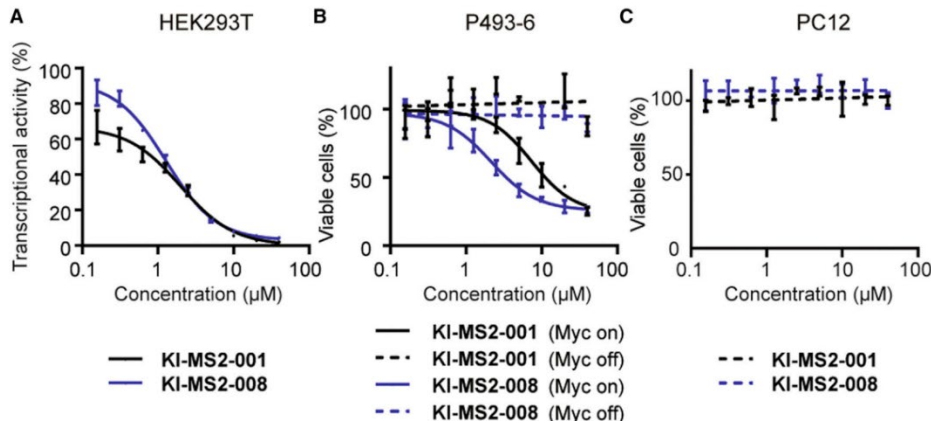 A HEK293T
B P493-6
C PC12
Transcriptional activity (%)
100
80
60
40
20
0
0.1 1 10 100
Concentration (µM)
KI-MS2-001
KI-MS2-008
Viable cells (%)
100
50
0
0.1 1 10 100
Concentration (µM)
KI-MS2-001 (Myc on)
KI-MS2-001 (Myc off)
KI-MS2-008 (Myc on)
KI-MS2-008 (Myc off)
Viable cells (%)
100
50
0
0.1 1 10 100
Concentration (µM)
KI-MS2-001
KI-MS2-008